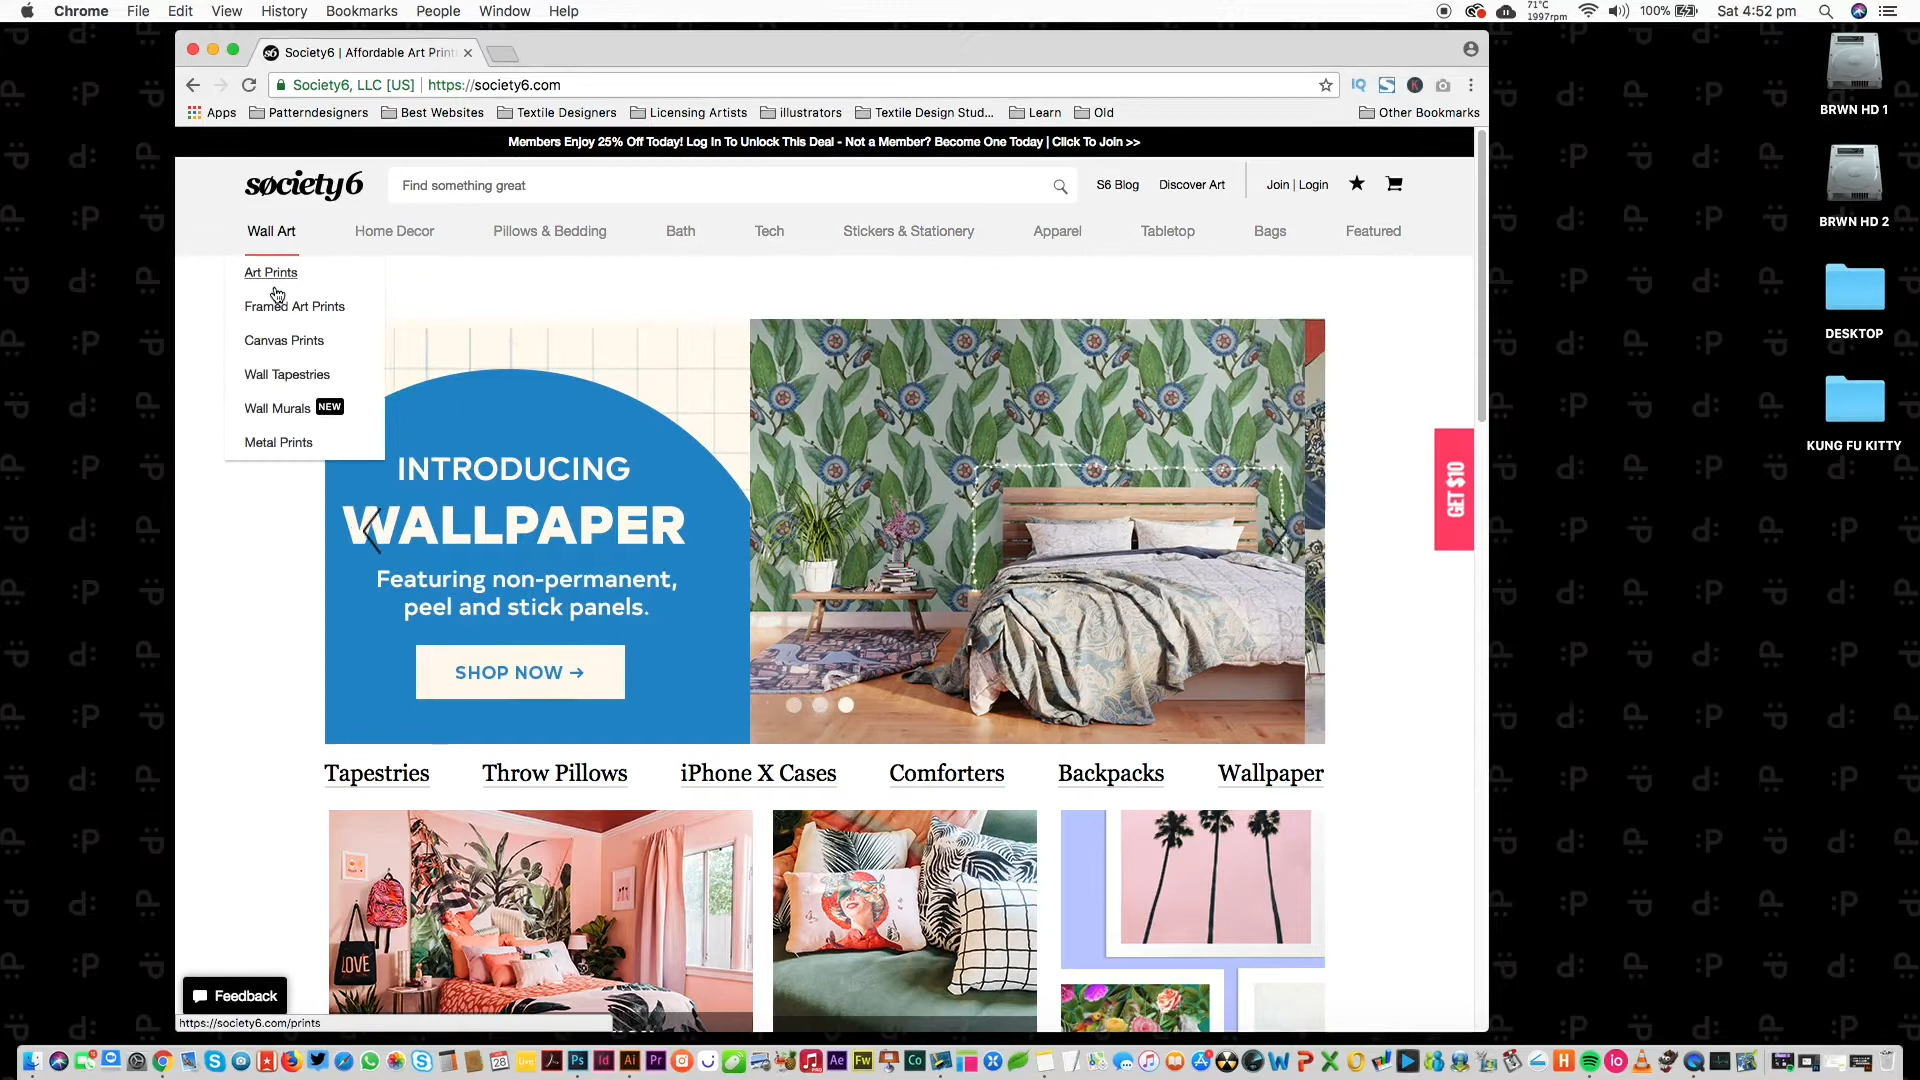 Chrome File Edit View History Bookmarks People Window Help
71°C
1997rpm
100%
Sat 4:52 pm
Society6 | Affordable Art Print
Society6, LLC [US] | https://society6.com
Apps Patterndesigners Best Websites Textile Designers Licensing Artists illustrators Textile Design Stud... Learn Old Other Bookmarks
Members Enjoy 25% Off Today! Log In To Unlock This Deal - Not a Member? Become One Today | Click To Join >>
søciety6
Find something great
S6 Blog Discover Art Join | Login
Wall Art Home Decor Pillows & Bedding Bath Tech Stickers & Stationery Apparel Tabletop Bags Featured
Art Prints
Framed Art Prints
Canvas Prints
Wall Tapestries
Wall Murals NEW
Metal Prints
INTRODUCING
WALLPAPER
Featuring non-permanent,
peel and stick panels.
SHOP NOW →
GET $10
Tapestries Throw Pillows iPhone X Cases Comforters Backpacks Wallpaper
LOVE
Feedback
https://society6.com/prints
BRWN HD 1
BRWN HD 2
DESKTOP
KUNG FU KITTY